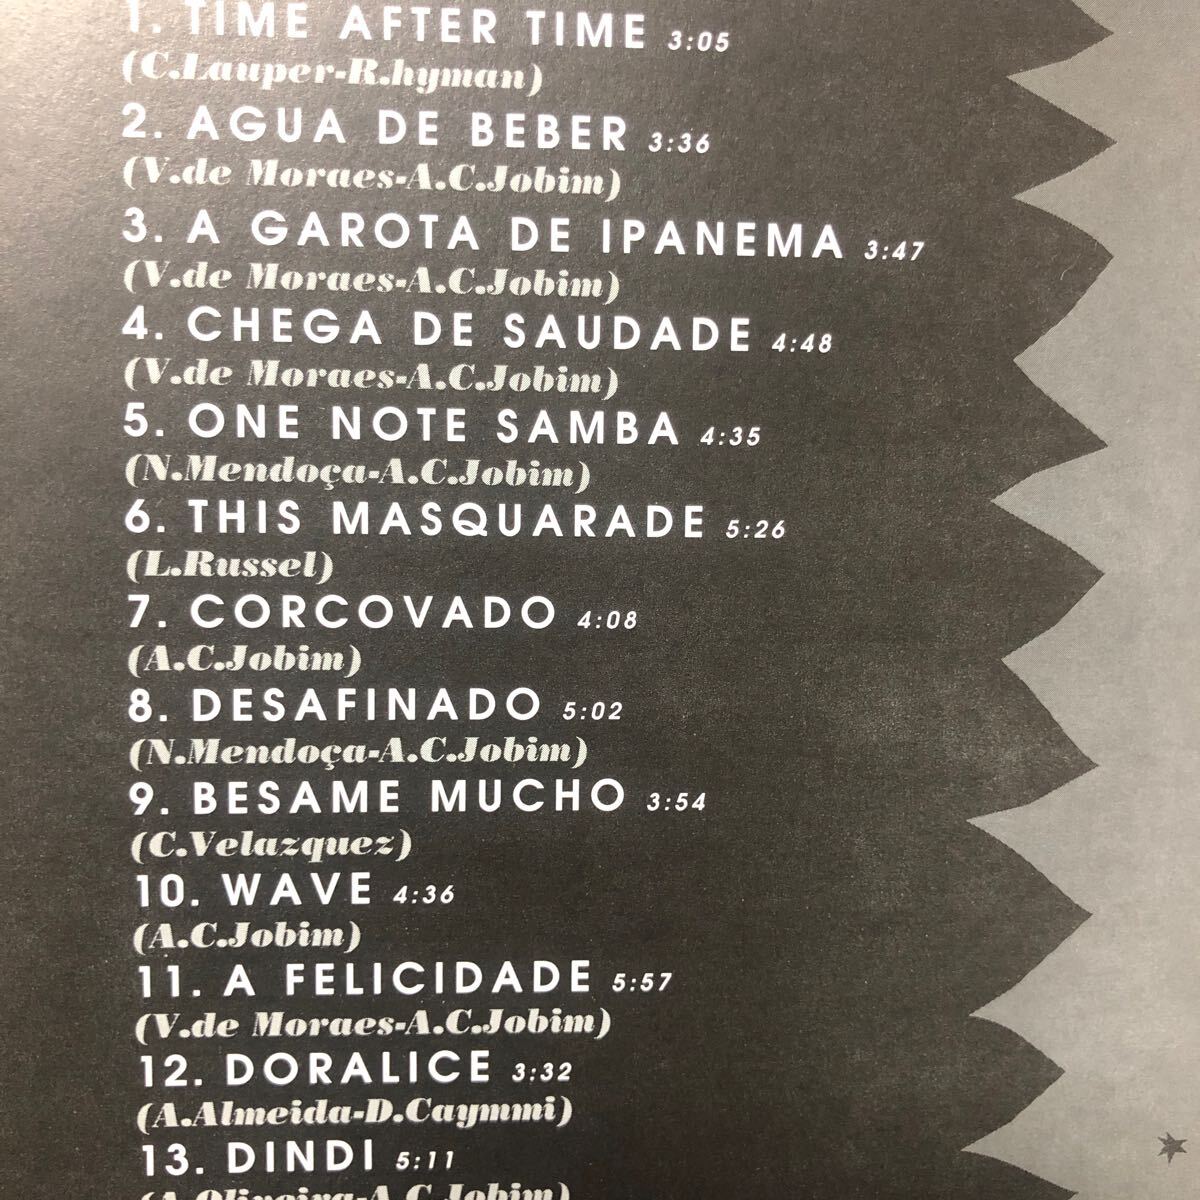 1. TIME AFTER TIME 3:05
(C.Lauper-R.hyman)
2. AGUA DE BEBER 3:36
(V.de Moraes-A.C.Jobim)
3. A GAROTA DE IPANEMA 3:47
(V.de Moraes-A.C.Jobim)
4. CHEGA DE SAUDADE 4:48
(V.de Moraes-A.C.Jobim)
5. ONE NOTE SAMBA 4:35
(N.Mendoça-A.C.Jobim)
6. THIS MASQUARADE 5:26
(L.Russel)
7. CORCOVADO 4:08
(A.C.Jobim)
8. DESAFINADO 5:02
(N.Mendoça-A.C.Jobim)
9. BESAME MUCHO 3:54
(C.Velazquez)
10. WAVE 4:36
(A.C.Jobim)
11. A FELICIDADE 5:57
(V.de Moraes-A.C.Jobim)
12. DORALICE 3:32
(A.Almeida-D.Caymmi)
13. DINDI 5:11
(A.Oliveira-A.C.Jobim)